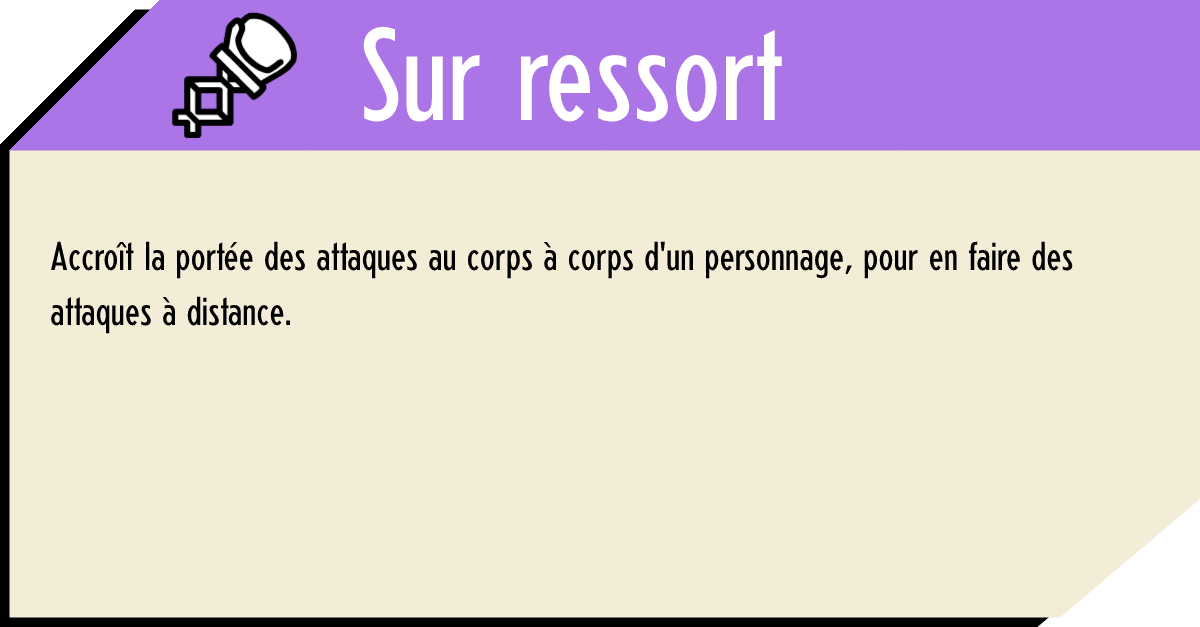 Sur ressort
Accroît la portée des attaques au corps à corps d'un personnage, pour en faire des
attaques à distance.